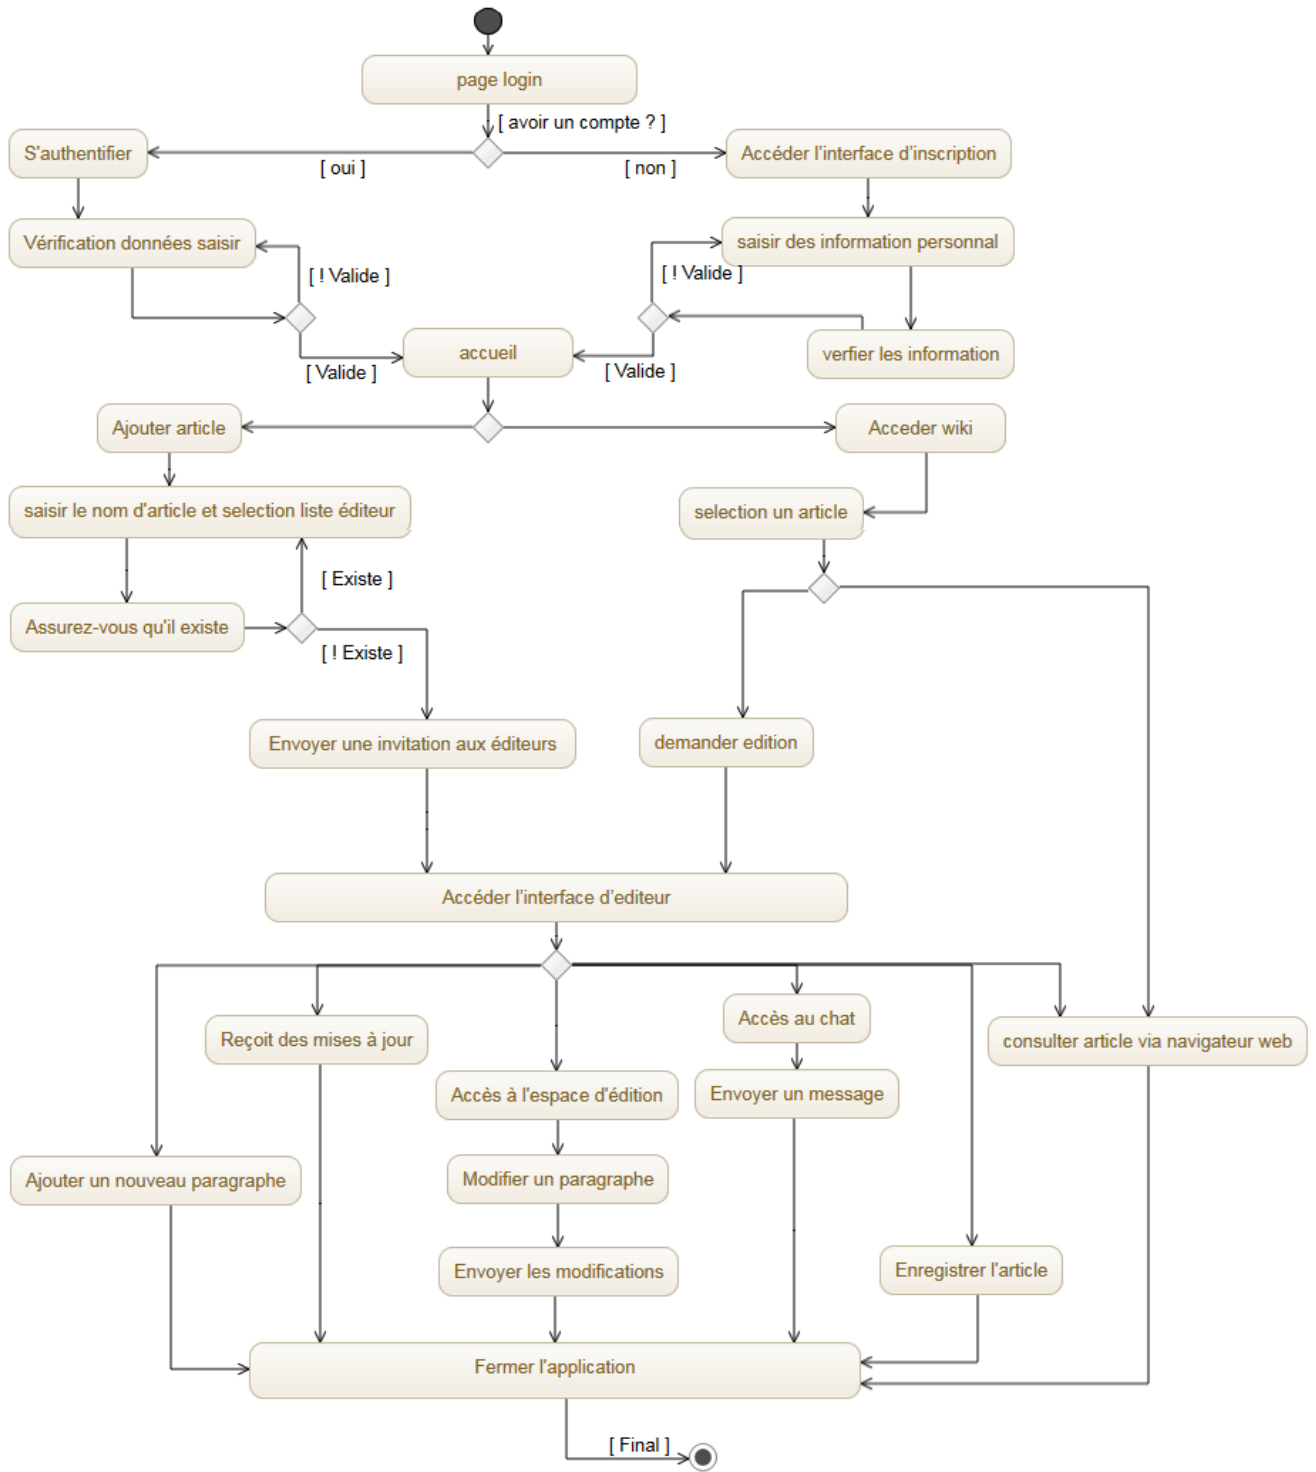 page login
[ avoir un compte ? ]
S'authentifier
[ oui ]
[ non ]
Accéder l'interface d'inscription
Vérification données saisir
saisir des information personnal
[ ! Valide ]
[ ! Valide ]
accueil
verfier les information
[ Valide ]
[ Valide ]
Ajouter article
Acceder wiki
saisir le nom d'article et selection liste éditeur
selection un article
[ Existe ]
Assurez-vous qu'il existe
[ ! Existe ]
Envoyer une invitation aux éditeurs
demander edition
Accéder l'interface d'editeur
Accès au chat
Reçoit des mises à jour
consulter article via navigateur web
Accès à l'espace d'édition
Envoyer un message
Ajouter un nouveau paragraphe
Modifier un paragraphe
Envoyer les modifications
Enregistrer l'article
Fermer l'application
[ Final ]